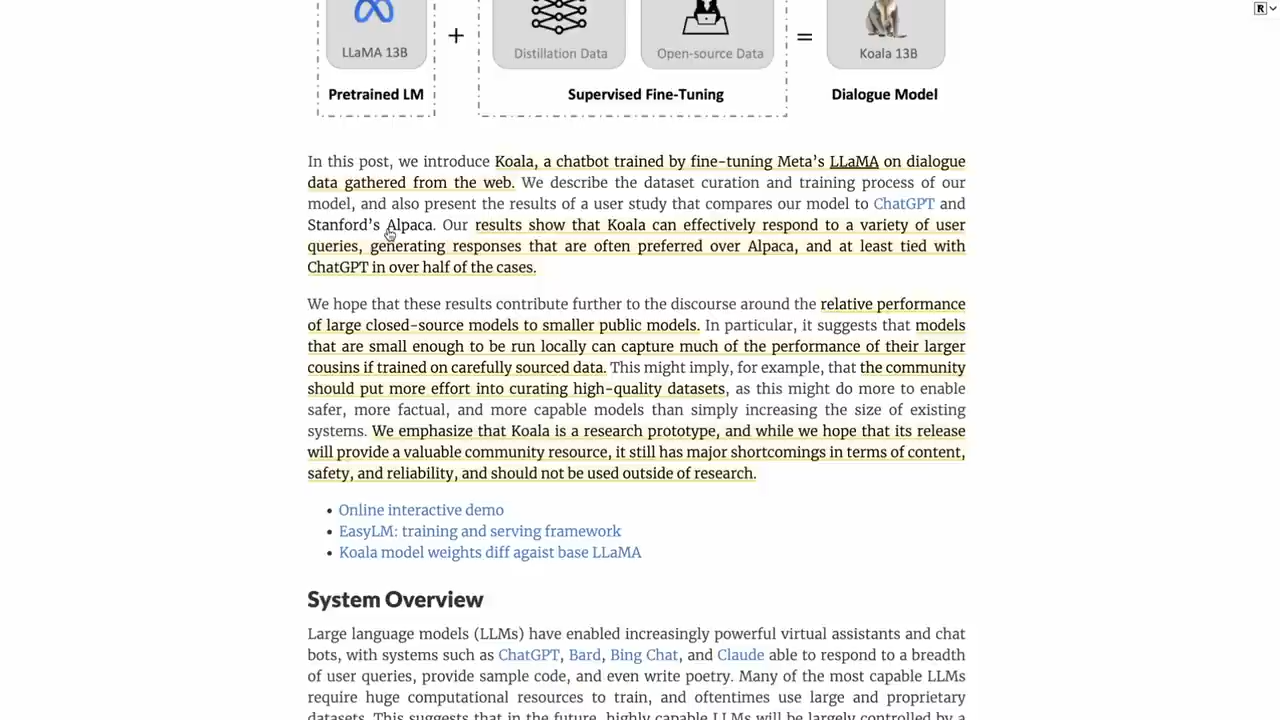 R
LLaMA 13B
+
Distillation Data
Open-source Data
=
Koala 13B
Pretrained LM
Supervised Fine-Tuning
Dialogue Model
In this post, we introduce Koala, a chatbot trained by fine-tuning Meta’s LLaMA on dialogue
data gathered from the web. We describe the dataset curation and training process of our
model, and also present the results of a user study that compares our model to ChatGPT and
Stanford’s Alpaca. Our results show that Koala can effectively respond to a variety of user
queries, generating responses that are often preferred over Alpaca, and at least tied with
ChatGPT in over half of the cases.
We hope that these results contribute further to the discourse around the relative performance
of large closed-source models to smaller public models. In particular, it suggests that models
that are small enough to be run locally can capture much of the performance of their larger
cousins if trained on carefully sourced data. This might imply, for example, that the community
should put more effort into curating high-quality datasets, as this might do more to enable
safer, more factual, and more capable models than simply increasing the size of existing
systems. We emphasize that Koala is a research prototype, and while we hope that its release
will provide a valuable community resource, it still has major shortcomings in terms of content,
safety, and reliability, and should not be used outside of research.
• Online interactive demo
• EasyLM: training and serving framework
• Koala model weights diff agaist base LLaMA
System Overview
Large language models (LLMs) have enabled increasingly powerful virtual assistants and chat
bots, with systems such as ChatGPT, Bard, Bing Chat, and Claude able to respond to a breadth
of user queries, provide sample code, and even write poetry. Many of the most capable LLMs
require huge computational resources to train, and oftentimes use large and proprietary
datasets. This suggests that in the future, highly capable LLMs will be largely controlled by a